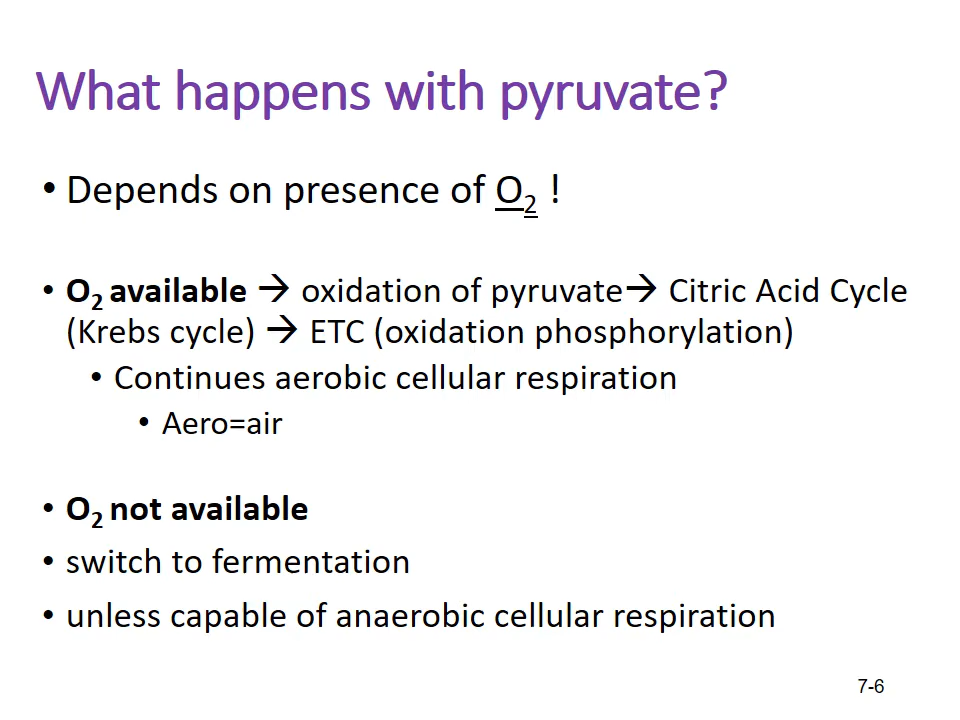 What happens with pyruvate?
• Depends on presence of O₂ !
• O₂ available → oxidation of pyruvate→ Citric Acid Cycle
(Krebs cycle) → ETC (oxidation phosphorylation)
• Continues aerobic cellular respiration
• Aero=air
• O₂ not available
• switch to fermentation
• unless capable of anaerobic cellular respiration
7-6